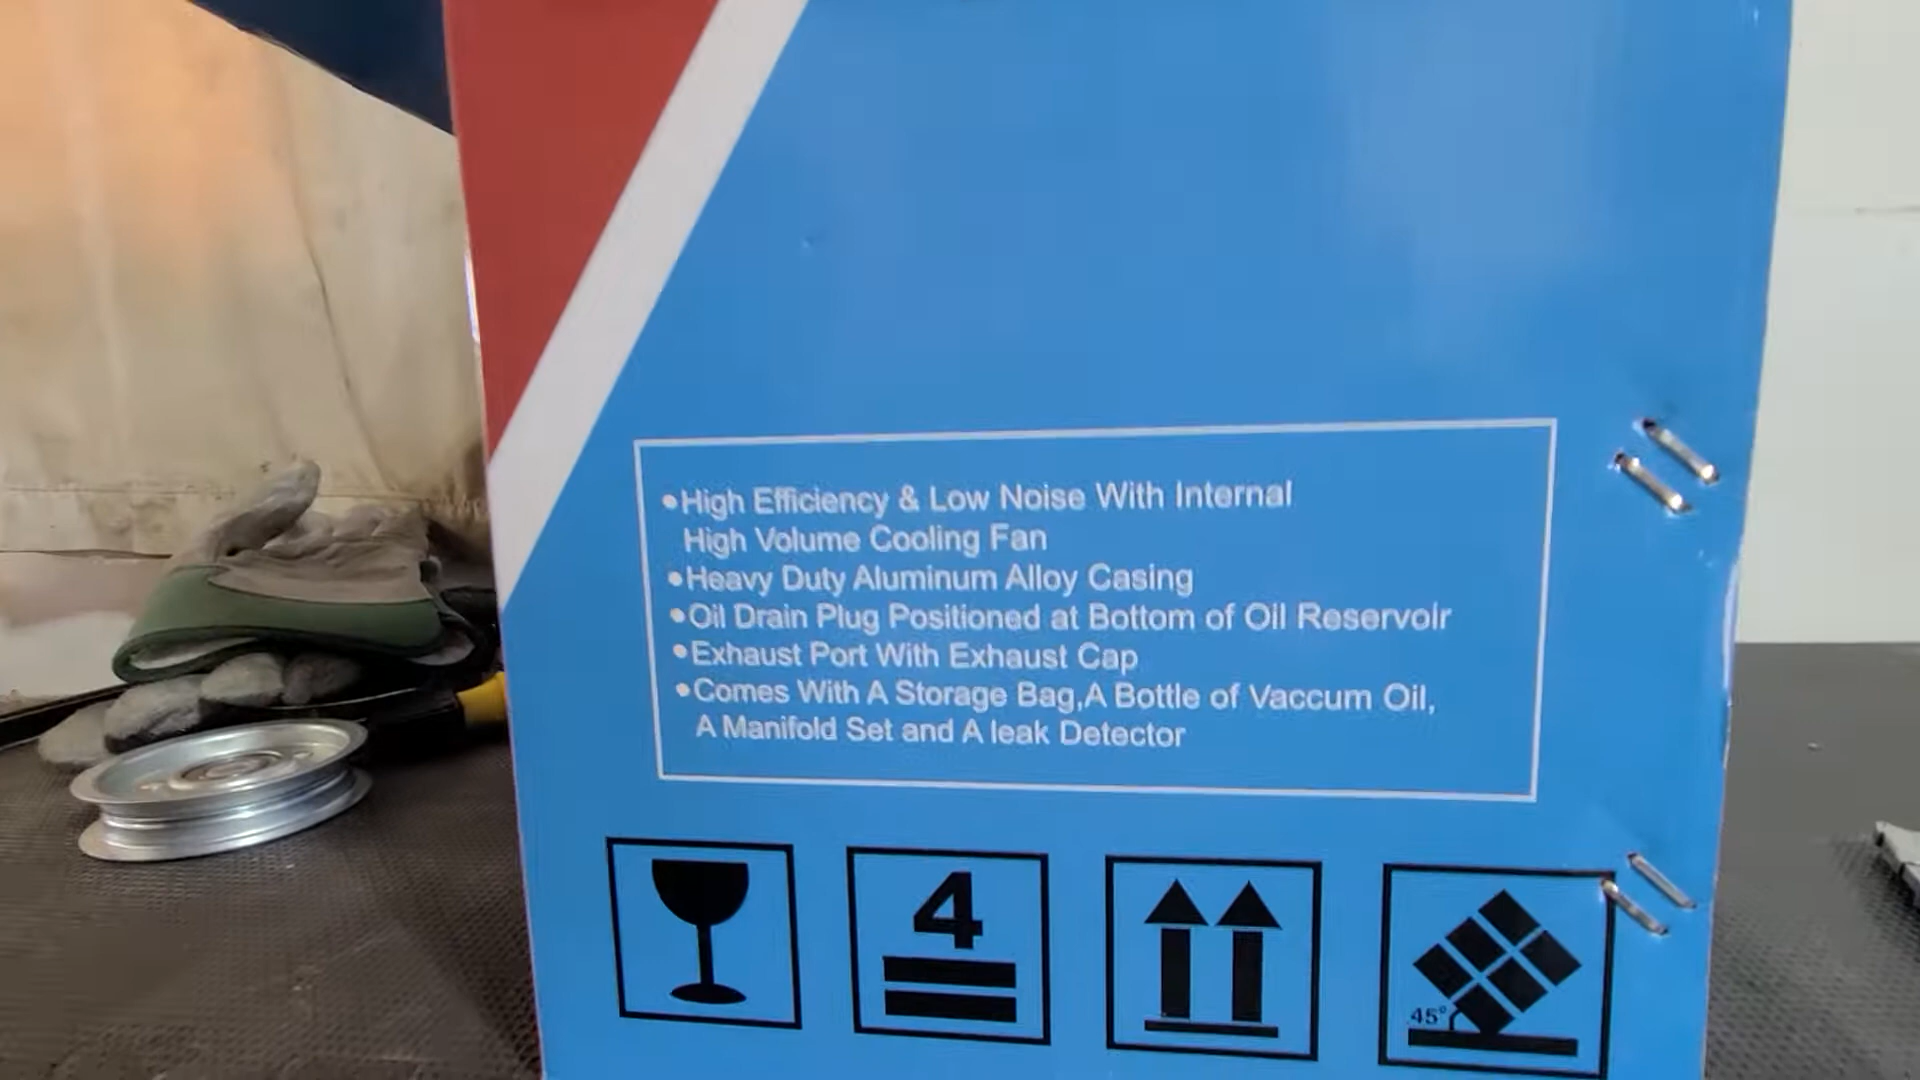 •High Efficiency & Low Noise With Internal
High Volume Cooling Fan
•Heavy Duty Aluminum Alloy Casing
•Oil Drain Plug Positioned at Bottom of Oil Reservoir
•Exhaust Port With Exhaust Cap
•Comes With A Storage Bag,A Bottle of Vaccum Oil,
A Manifold Set and A leak Detector
4
45°